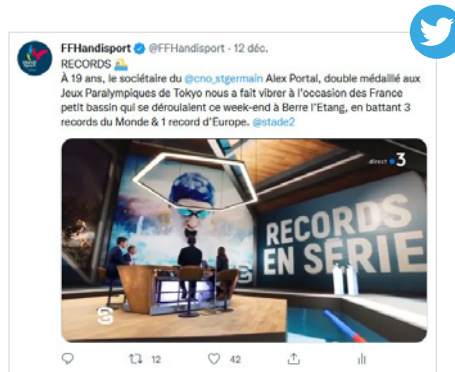 FFHandisport @FFHandisport · 12 déc.
RECORDS
À 19 ans, le sociétaire du @cno_stgermain Alex Portal, double médaillé aux
Jeux Paralympiques de Tokyo nous a fait vibrer à l'occasion des France
petit bassin qui se déroulaient ce week-end à Berre l'Etang, en battant 3
records du Monde & 1 record d'Europe. @stade2
direct 3
RECORDS
EN SÉRIE
12 42